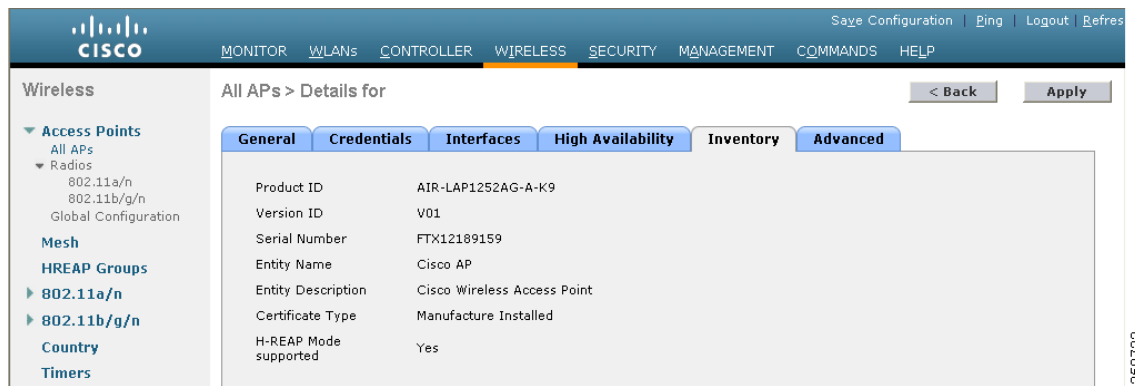 Save Configuration | Ping | Logout | Refres
CISCO
MONITOR WLANs CONTROLLER WIRELESS SECURITY MANAGEMENT COMMANDS HELP
Wireless
Access Points
All APs
Radios
802.11a/n
802.11b/g/n
Global Configuration
Mesh
HREAP Groups
802.11a/n
802.11b/g/n
Country
Timers
All APs > Details for
< Back
Apply
General Credentials Interfaces High Availability Inventory Advanced
Product ID AIR-LAP1252AG-A-K9
Version ID V01
Serial Number FTX12189159
Entity Name Cisco AP
Entity Description Cisco Wireless Access Point
Certificate Type Manufacture Installed
H-REAP Mode
supported Yes